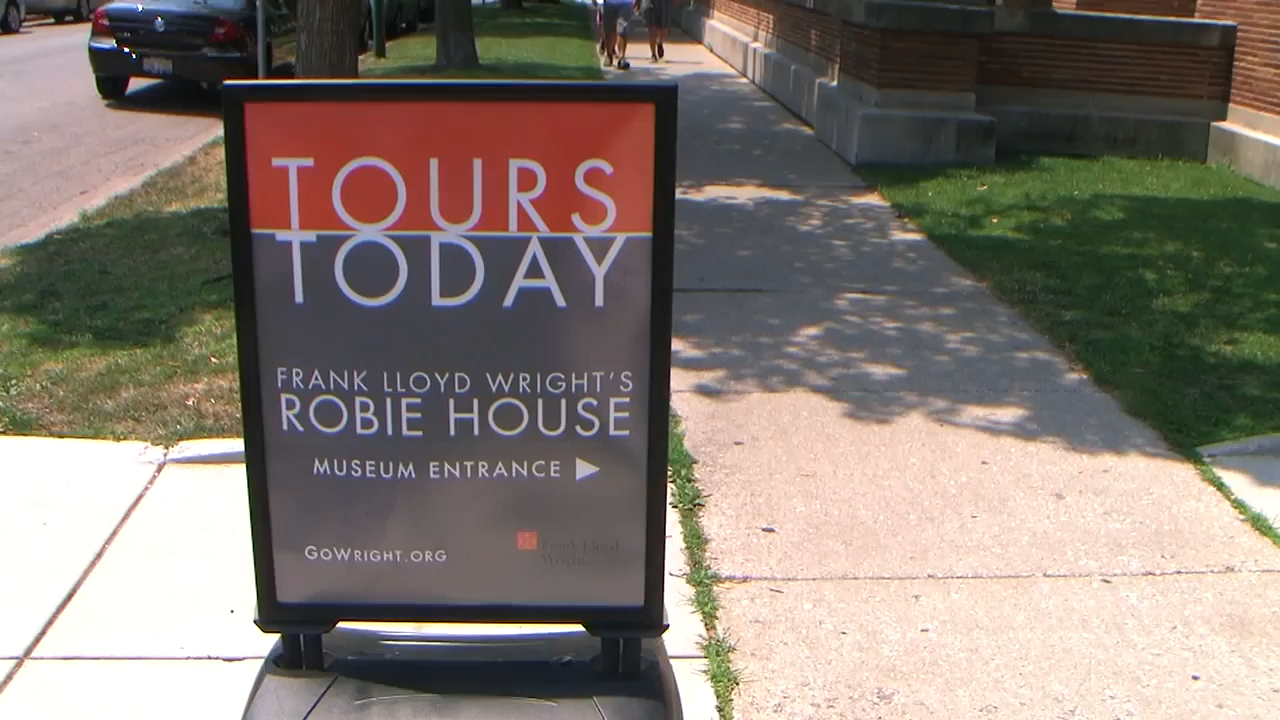 TOURS
TODAY
FRANK LLOYD WRIGHT'S
ROBIE HOUSE
MUSEUM ENTRANCE
GOWRIGHT.ORG
Frank Lloyd
Wright